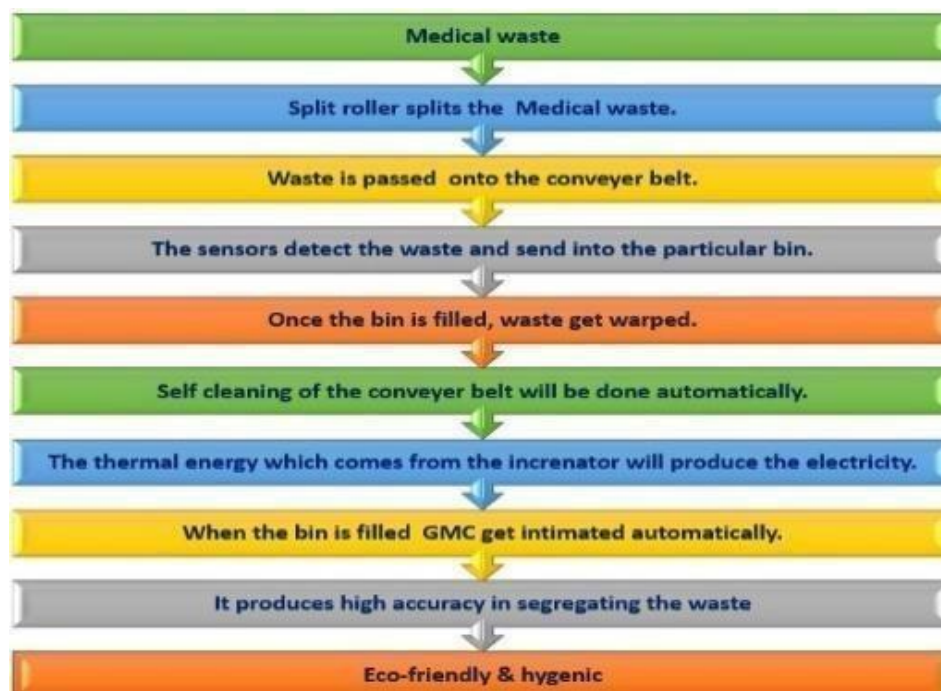 Medical waste
Split roller splits the Medical waste.
Waste is passed onto the conveyer belt.
The sensors detect the waste and send into the particular bin.
Once the bin is filled, waste get warped.
Self cleaning of the conveyer belt will be done automatically.
The thermal energy which comes from the increnator will produce the electricity.
When the bin is filled GMC get intimated automatically.
It produces high accuracy in segregating the waste
Eco-friendly & hygenic